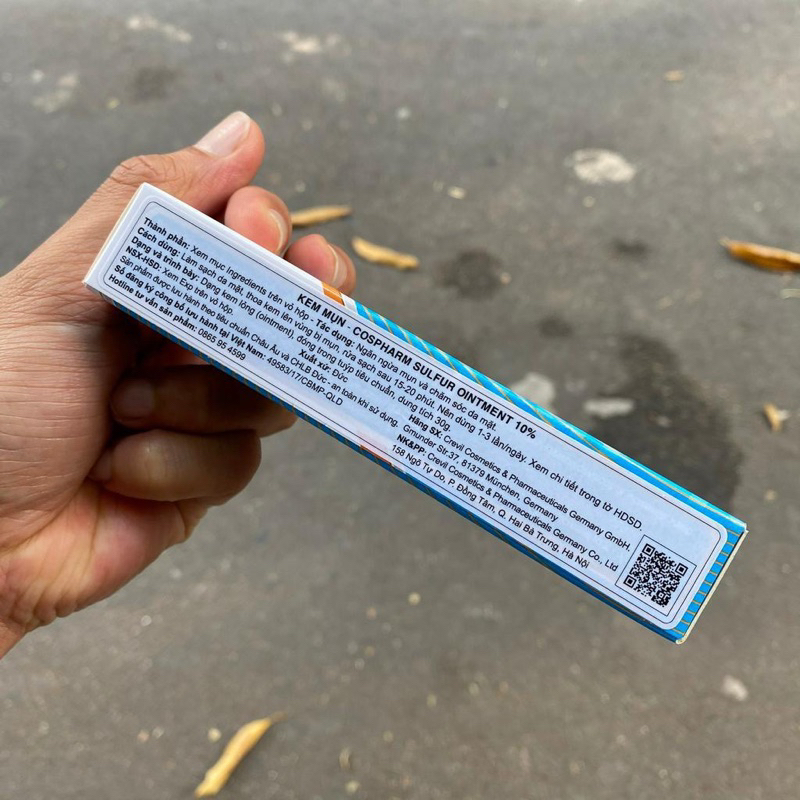 KEM MỤN - COSPHARM SULFUR OINTMENT 10%
Thành phần: Xem mục Ingredients trên vỏ hộp - Tác dụng: Ngăn ngừa mụn và chăm sóc da mặt.
Cách dùng: Làm sạch da mặt, thoa kem lên vùng bị mụn, rửa sạch sau 15-20 phút. Nên dùng 1-3 lần/ngày. Xem chi tiết trong tờ HDSD.
Dạng và trình bày: Dạng kem lỏng (ointment), đóng trong tuýp tiêu chuẩn, dung tích 30g.
NSX-HSD: Xem Exp trên vỏ hộp. Xuất xứ: Đức
Sản phẩm được lưu hành theo tiêu chuẩn Châu Âu và CHLB Đức - an toàn khi sử dụng.
Số đăng ký công bố lưu hành tại Việt Nam: 49583/17/CBMP-QLD
Hotline tư vấn sản phẩm: 0865 95 4599
Hãng SX: Crevil Cosmetics & Pharmaceuticals Germany GmbH.
Gmunder Str.37, 81379 München, Germany
NK&PP: Crevil Cosmetics & Pharmaceuticals Germany Co., Ltd
158 Ngõ Tự Do, P. Đồng Tâm, Q. Hai Bà Trưng, Hà Nội